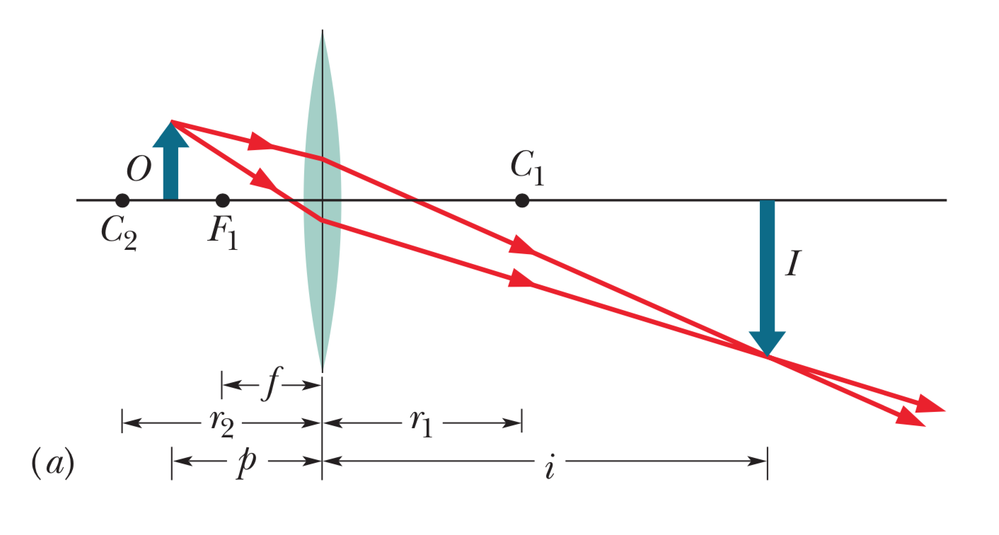 C₁
O
C₂ F₁
I
f
r₂ r₁
(a) p i